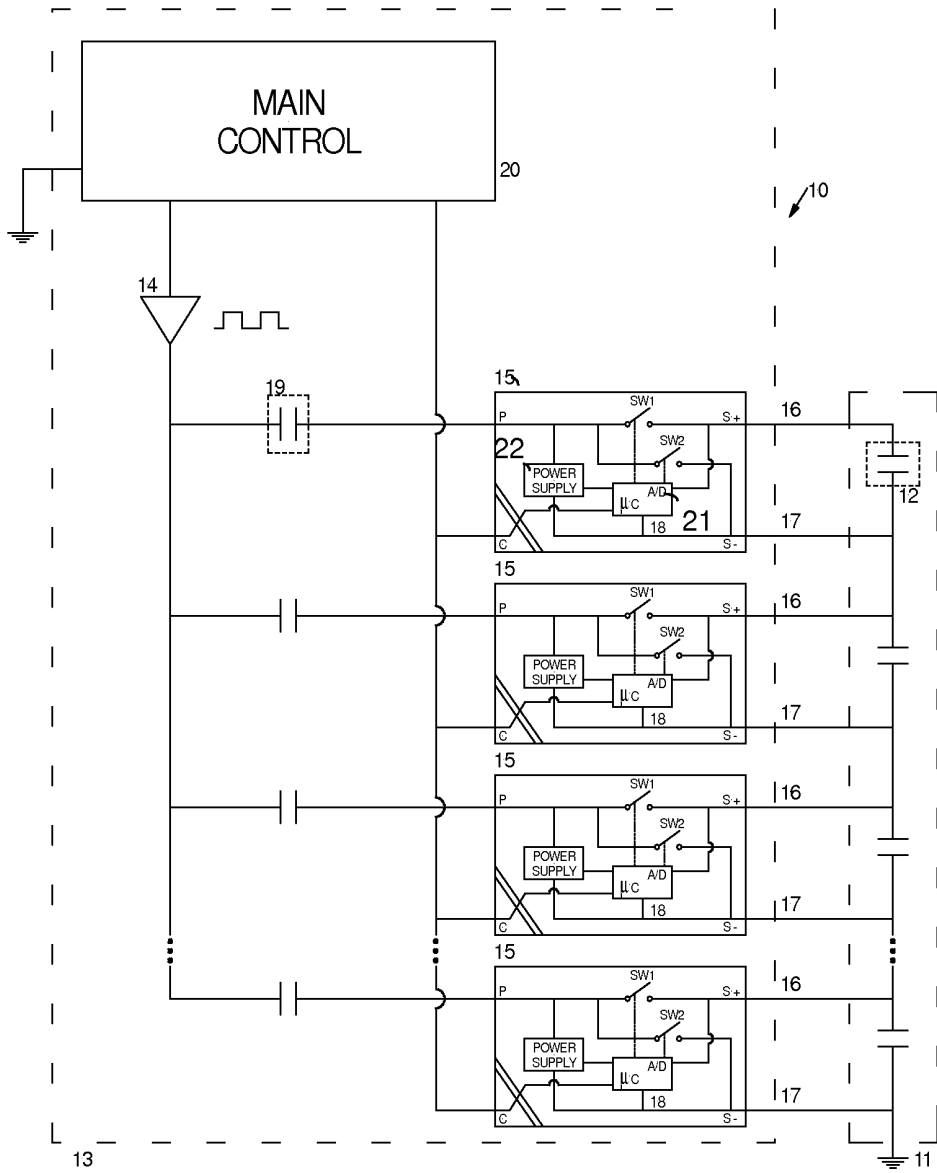 MAIN
CONTROL
20
10
14
19
15
P
SW1
S+
16
22
SW2
12
POWER
SUPPLY
A/D
μC
21
18
17
C
S-
15
P
SW1
S+
16
SW2
POWER
SUPPLY
A/D
μC
18
17
C
S-
15
P
SW1
S+
16
SW2
POWER
SUPPLY
A/D
μC
18
17
C
S-
15
P
SW1
S+
16
SW2
POWER
SUPPLY
A/D
μC
18
17
C
S-
13
11